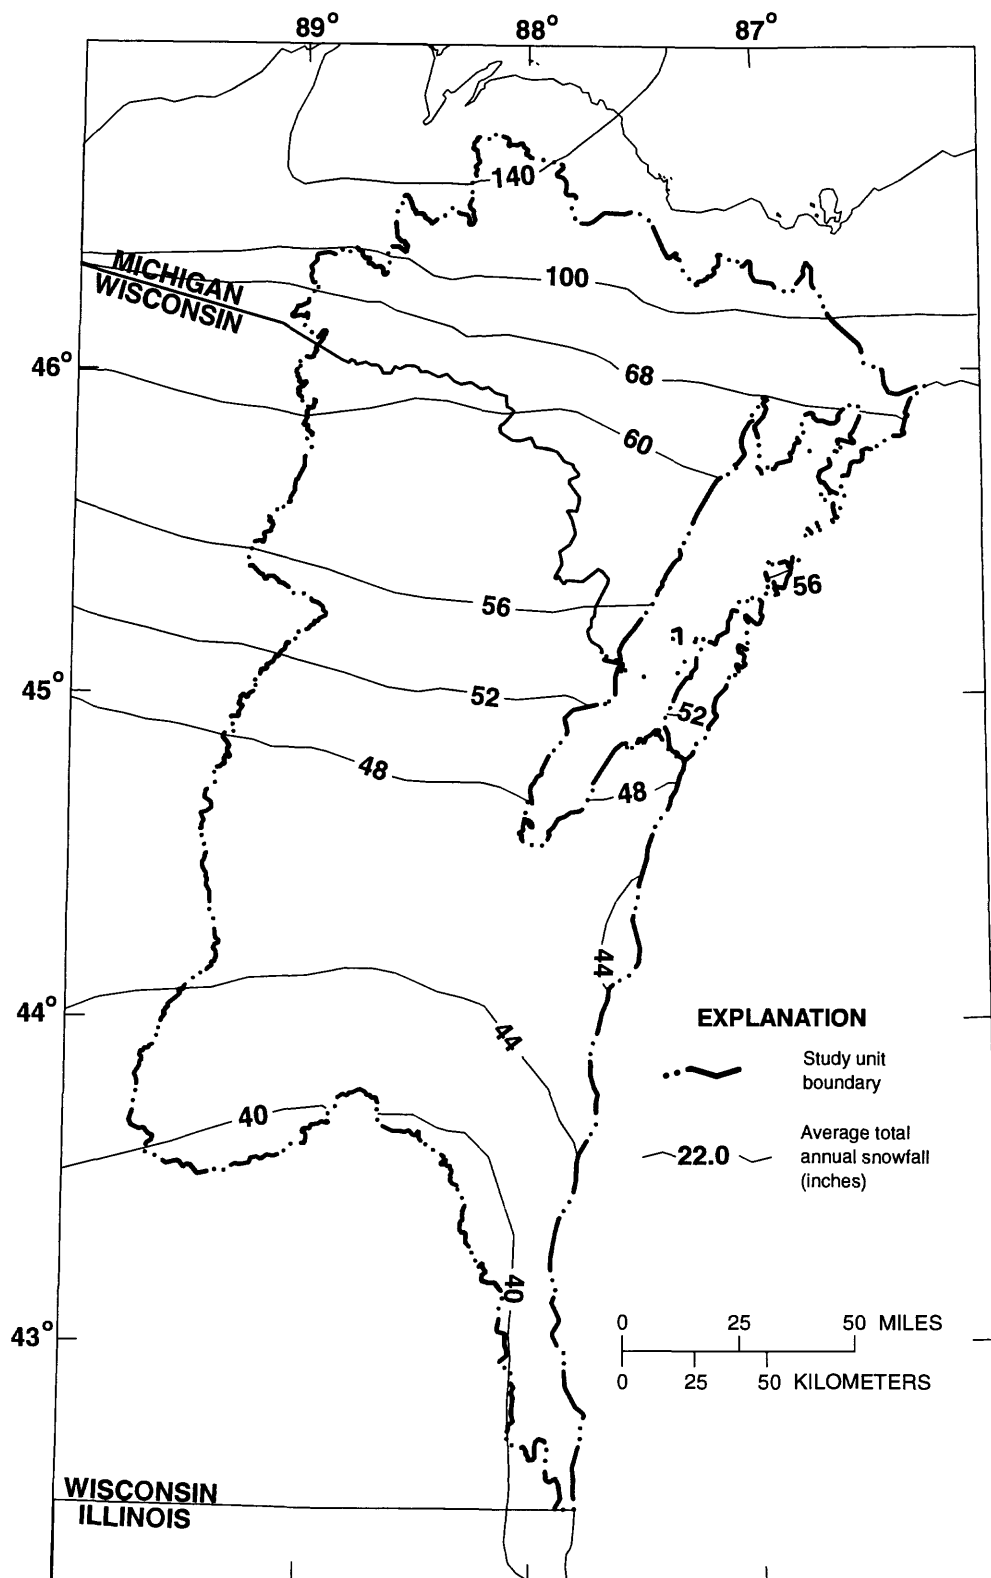 89° 88° 87°
140
100
MICHIGAN
WISCONSIN
46°
68
60
56
56
45°
52
52
48
48
44
44°
44
EXPLANATION
Study unit
boundary
40
Average total
annual snowfall
(inches)
22.0
40
43°
0 25 50 MILES
0 25 50 KILOMETERS
WISCONSIN
ILLINOIS